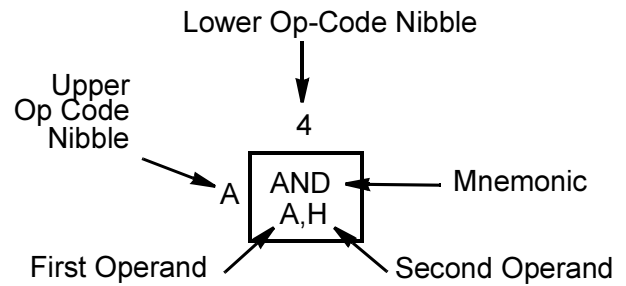 Lower Op-Code Nibble
Upper
Op Code
Nibble
4
A
AND
A,H
Mnemonic
First Operand
Second Operand